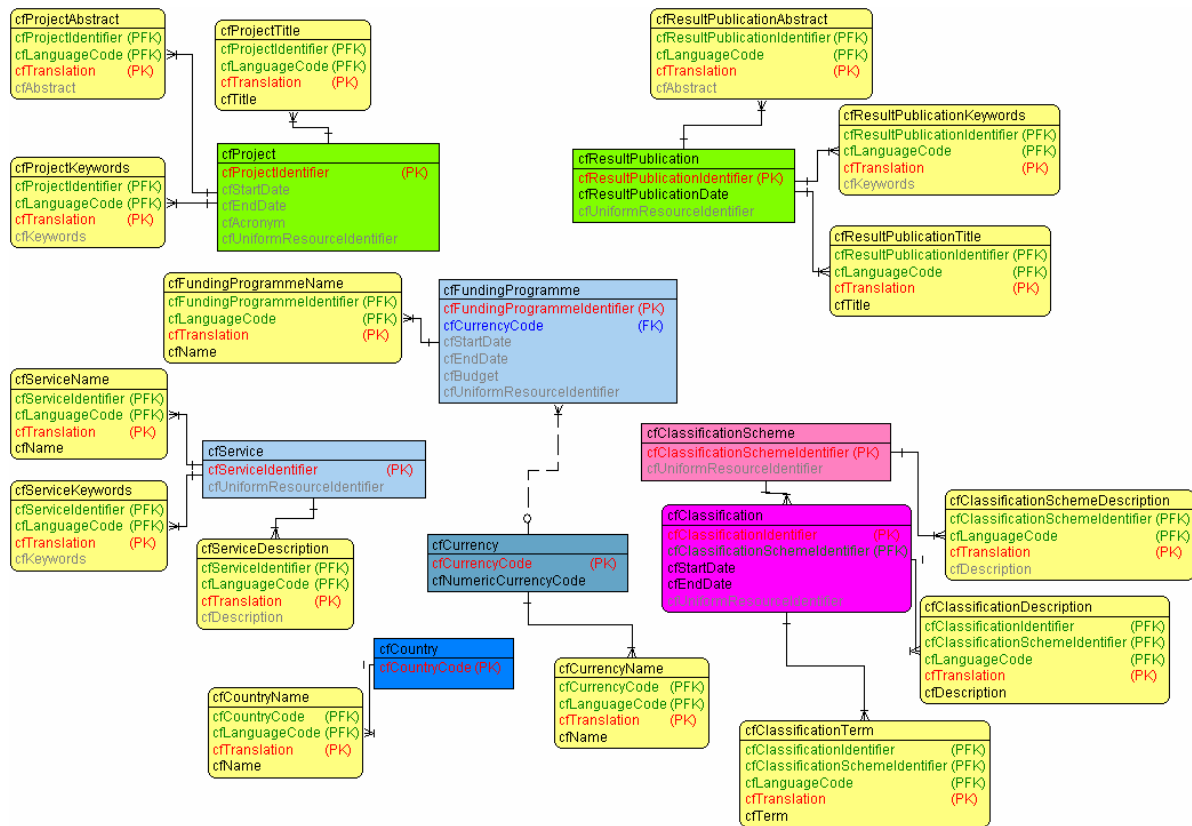 cfProjectAbstract
cfProjectIdentifier (PFK)
cfLanguageCode (PFK)
cfTranslation (PK)
cfAbstract
cfProjectTitle
cfProjectIdentifier (PFK)
cfLanguageCode (PFK)
cfTranslation (PK)
cfTitle
cfResultPublicationAbstract
cfResultPublicationIdentifier (PFK)
cfLanguageCode (PFK)
cfTranslation (PK)
cfAbstract
cfResultPublicationKeywords
cfResultPublicationIdentifier (PFK)
cfLanguageCode (PFK)
cfTranslation (PK)
cfKeywords
cfProjectKeywords
cfProjectIdentifier (PFK)
cfLanguageCode (PFK)
cfTranslation (PK)
cfKeywords
cfProject
cfProjectIdentifier (PK)
cfStartDate
cfEndDate
cfAcronym
cfUniformResourceIdentifier
cfResultPublication
cfResultPublicationIdentifier (PK)
cfResultPublicationDate
cfUniformResourceIdentifier
cfResultPublicationTitle
cfResultPublicationIdentifier (PFK)
cfLanguageCode (PFK)
cfTranslation (PK)
cfTitle
cfFundingProgrammeName
cfFundingProgrammeIdentifier (PFK)
cfLanguageCode (PFK)
cfTranslation (PK)
cfName
cfFundingProgramme
cfFundingProgrammeIdentifier (PK)
cfCurrencyCode (FK)
cfStartDate
cfEndDate
cfBudget
cfUniformResourceIdentifier
cfServiceName
cfServiceIdentifier (PFK)
cfLanguageCode (PFK)
cfTranslation (PK)
cfName
cfService
cfServiceIdentifier (PK)
cfUniformResourceIdentifier
cfClassificationScheme
cfClassificationSchemeIdentifier (PK)
cfUniformResourceIdentifier
cfServiceKeywords
cfServiceIdentifier (PFK)
cfLanguageCode (PFK)
cfTranslation (PK)
cfKeywords
cfClassificationSchemeDescription
cfClassificationSchemeIdentifier (PFK)
cfLanguageCode (PFK)
cfTranslation (PK)
cfDescription
cfClassification
cfClassificationIdentifier (PK)
cfClassificationSchemeIdentifier (PFK)
cfStartDate
cfEndDate
cfUniformResourceIdentifier
cfServiceDescription
cfServiceIdentifier (PFK)
cfLanguageCode (PFK)
cfTranslation (PK)
cfDescription
cfCurrency
cfCurrencyCode (PK)
cfNumericCurrencyCode
cfClassificationDescription
cfClassificationIdentifier (PFK)
cfClassificationSchemeIdentifier (PFK)
cfLanguageCode (PFK)
cfTranslation (PK)
cfDescription
cfCountry
cfCountryCode (PK)
cfCurrencyName
cfCurrencyCode (PFK)
cfLanguageCode (PFK)
cfTranslation (PK)
cfName
cfCountryName
cfCountryCode (PFK)
cfLanguageCode (PFK)
cfTranslation (PK)
cfName
cfClassificationTerm
cfClassificationIdentifier (PFK)
cfClassificationSchemeIdentifier (PFK)
cfLanguageCode (PFK)
cfTranslation (PK)
cfTerm